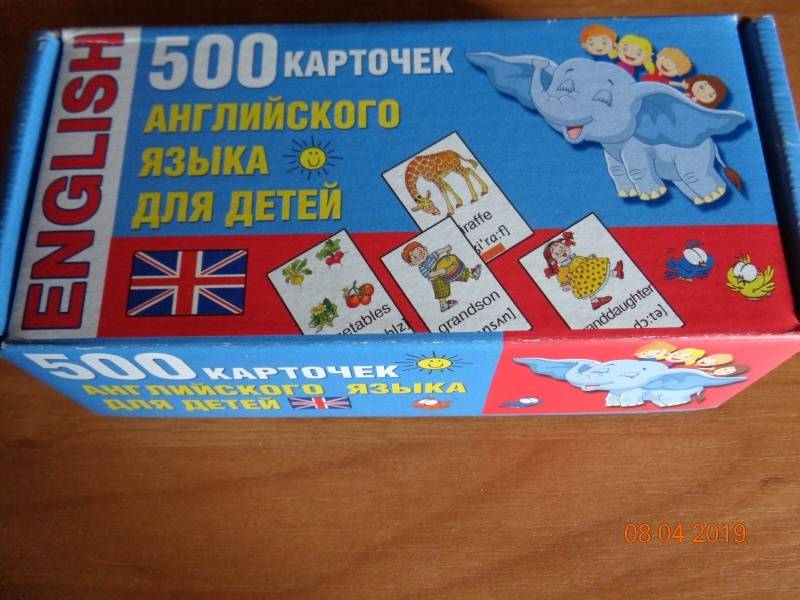 ENGLISH
500 КАРТОЧЕК
АНГЛИЙСКОГО
ЯЗЫКА
ДЛЯ ДЕТЕЙ
grandson
500 КАРТОЧЕК
АНГЛИЙСКОГО ЯЗЫКА
ДЛЯ ДЕТЕЙ
08 04 2019